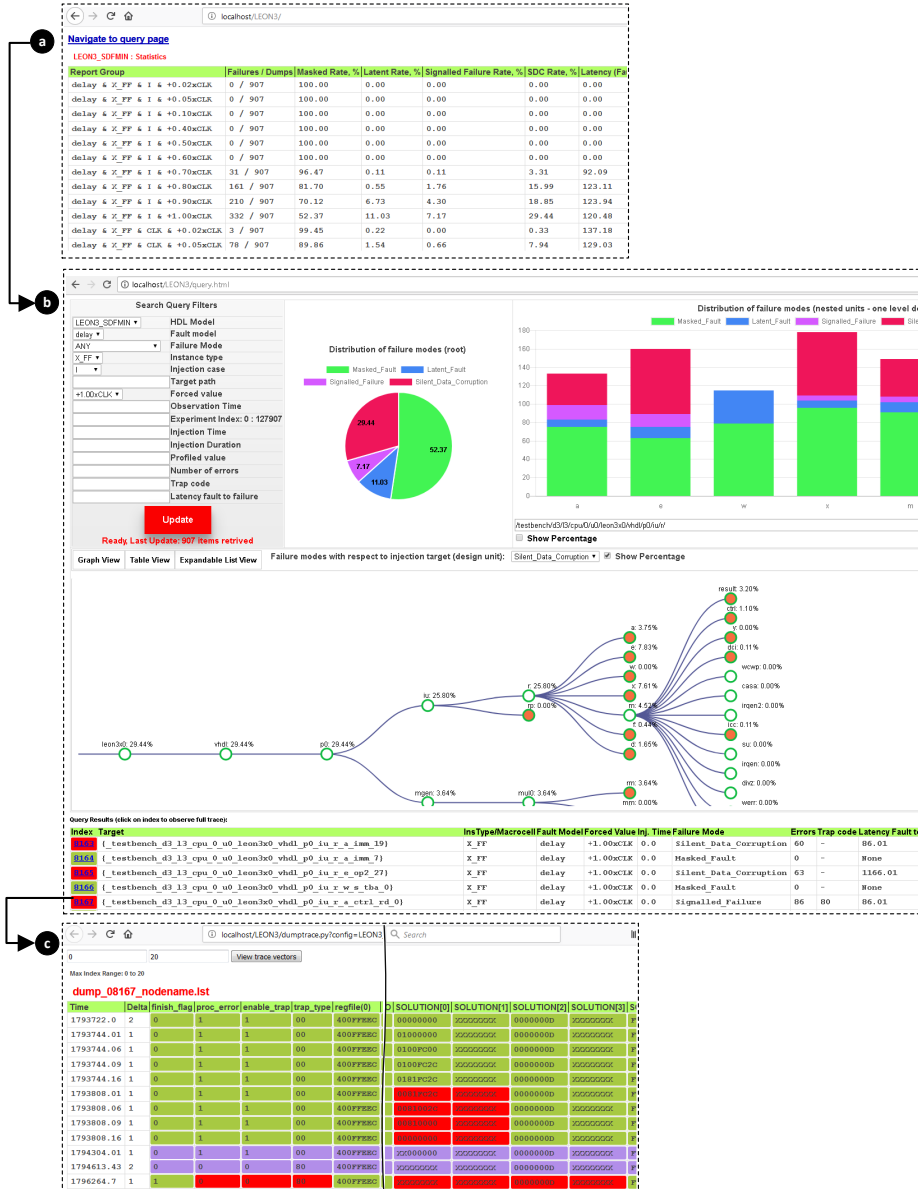 localhost/LEON3/
a
Navigate to query page
LEON3_SDFMIN : Statistics
Report Group Failures / Dumps Masked Rate, % Latent Rate, % Signalled Failure Rate, % SDC Rate, % Latency (Fau
delay & X_FF & I & +0.02xCLK 0 / 907 100.00 0.00 0.00 0.00 0.00
delay & X_FF & I & +0.05xCLK 0 / 907 100.00 0.00 0.00 0.00 0.00
delay & X_FF & I & +0.10xCLK 0 / 907 100.00 0.00 0.00 0.00 0.00
delay & X_FF & I & +0.40xCLK 0 / 907 100.00 0.00 0.00 0.00 0.00
delay & X_FF & I & +0.50xCLK 0 / 907 100.00 0.00 0.00 0.00 0.00
delay & X_FF & I & +0.60xCLK 0 / 907 100.00 0.00 0.00 0.00 0.00
delay & X_FF & I & +0.70xCLK 31 / 907 96.47 0.11 0.11 3.31 92.09
delay & X_FF & I & +0.80xCLK 161 / 907 81.70 0.55 1.76 15.99 123.11
delay & X_FF & I & +0.90xCLK 210 / 907 70.12 6.73 4.30 18.85 123.94
delay & X_FF & I & +1.00xCLK 332 / 907 52.37 11.03 7.17 29.44 120.48
delay & X_FF & CLK & +0.02xCLK 3 / 907 99.45 0.22 0.00 0.33 137.18
delay & X_FF & CLK & +0.05xCLK 78 / 907 89.86 1.54 0.66 7.94 129.03
b
localhost/LEON3/query.html
Search Query Filters
LEON3_SDFMIN HDL Model
delay Fault model
ANY Failure Mode
X_FF Instance type
I Injection case
Target path
+1.00xCLK Forced value
Observation Time
Experiment Index: 0 : 127907
Injection Time
Injection Duration
Profiled value
Number of errors
Trap code
Latency fault to failure
Update
Ready, Last Update: 907 items retrived
Distribution of failure modes (root)
Masked_Fault Latent_Fault
Signalled_Failure Silent_Data_Corruption
29.44
52.37
7.17
11.03
Distribution of failure modes (nested units - one level de
Masked_Fault Latent_Fault Signalled_Failure Sile
180
160
140
120
100
80
60
40
20
0
a e w x m
/testbench/d3/l3/cpu/0/u0/leon3x0/vhdl/p0/iu/r/
Show Percentage
Graph View Table View Expandable List View Failure modes with respect to injection target (design unit): Silent_Data_Corruption Show Percentage
leon3x0: 29.44%
vhdl: 29.44%
p0: 29.44%
iu: 25.80%
mgen: 3.64%
r: 25.80%
rp: 0.00%
mul0: 3.64%
a: 3.75%
e: 7.83%
w: 0.00%
x: 7.61%
m: 4.52%
f: 0.44%
d: 1.65%
rm: 3.64%
mm: 0.00%
result: 3.20%
ctrl: 1.10%
y: 0.00%
dci: 0.11%
wcwp: 0.00%
casa: 0.00%
irqen2: 0.00%
icc: 0.11%
su: 0.00%
irqen: 0.00%
divz: 0.00%
werr: 0.00%
Query Results (click on index to observe full trace):
Index Target InsType/Macrocell Fault Model Forced Value Inj. Time Failure Mode Errors Trap code Latency Fault to
8163 {_testbench_d3_l3_cpu_0_u0_leon3x0_vhdl_p0_iu_r_a_imm_19} X_FF delay +1.00xCLK 0.0 Silent_Data_Corruption 60 - 86.01
8164 {_testbench_d3_l3_cpu_0_u0_leon3x0_vhdl_p0_iu_r_a_imm_7} X_FF delay +1.00xCLK 0.0 Masked_Fault 0 - None
8165 {_testbench_d3_l3_cpu_0_u0_leon3x0_vhdl_p0_iu_r_e_op2_27} X_FF delay +1.00xCLK 0.0 Silent_Data_Corruption 63 - 1166.01
8166 {_testbench_d3_l3_cpu_0_u0_leon3x0_vhdl_p0_iu_r_w_s_tba_0} X_FF delay +1.00xCLK 0.0 Masked_Fault 0 - None
8167 {_testbench_d3_l3_cpu_0_u0_leon3x0_vhdl_p0_iu_r_a_ctrl_rd_0} X_FF delay +1.00xCLK 0.0 Signalled_Failure 86 80 86.01
c
localhost/LEON3/dumptrace.py?config=LEON3 Search
0 20 View trace vectors
Max Index Range: 0 to 20
dump_08167_nodename.lst
Time Delta finish_flag proc_error enable_trap trap_type regfile(0) SOLUTION[0] SOLUTION[1] SOLUTION[2] SOLUTION[3]
1793722.0 2 0 1 1 00 400FFEEC 00000000 XXXXXXXX 0000000D XXXXXXXX F
1793744.01 1 0 1 1 00 400FFEEC 01000000 XXXXXXXX 0000000D XXXXXXXX F
1793744.06 1 0 1 1 00 400FFEEC 0100FC00 XXXXXXXX 0000000D XXXXXXXX F
1793744.09 1 0 1 1 00 400FFEEC 0100FC2C XXXXXXXX 0000000D XXXXXXXX F
1793744.16 1 0 1 1 00 400FFEEC 0181FC2C XXXXXXXX 0000000D XXXXXXXX F
1793808.01 1 0 1 1 00 400FFEEC XXXXXXXX 0000000D XXXXXXXX F
1793808.06 1 0 1 1 00 400FFEEC XXXXXXXX 0000000D XXXXXXXX F
1793808.09 1 0 1 1 00 400FFEEC XXXXXXXX 0000000D XXXXXXXX F
1793808.16 1 0 1 1 00 400FFEEC XXXXXXXX 0000000D XXXXXXXX F
1794304.01 1 0 1 1 00 400FFEEC XX000000 XXXXXXXX 0000000D XXXXXXXX F
1794613.43 2 0 0 0 80 400FFEEC XXXXXXXX XXXXXXXX 0000000D XXXXXXXX F
1796264.7 1 1 400FFEEC XXXXXXXX F